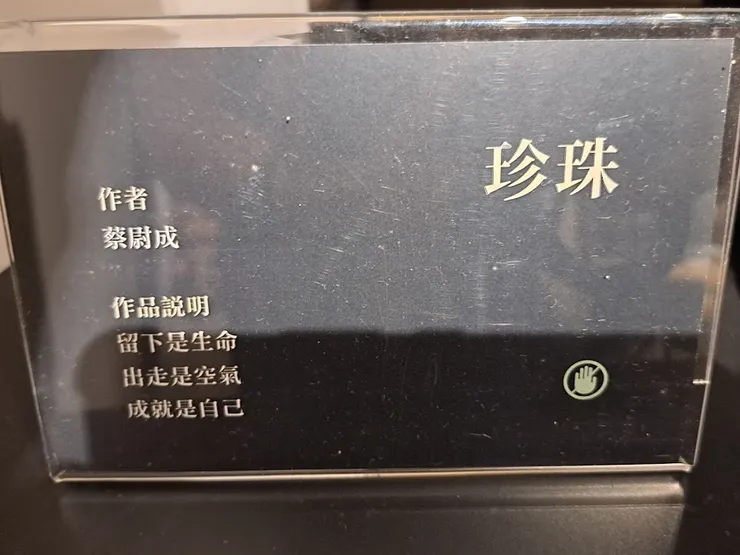 珍珠
作者
蔡尉成
作品説明
留下是生命
出走是空氣
成就是自己